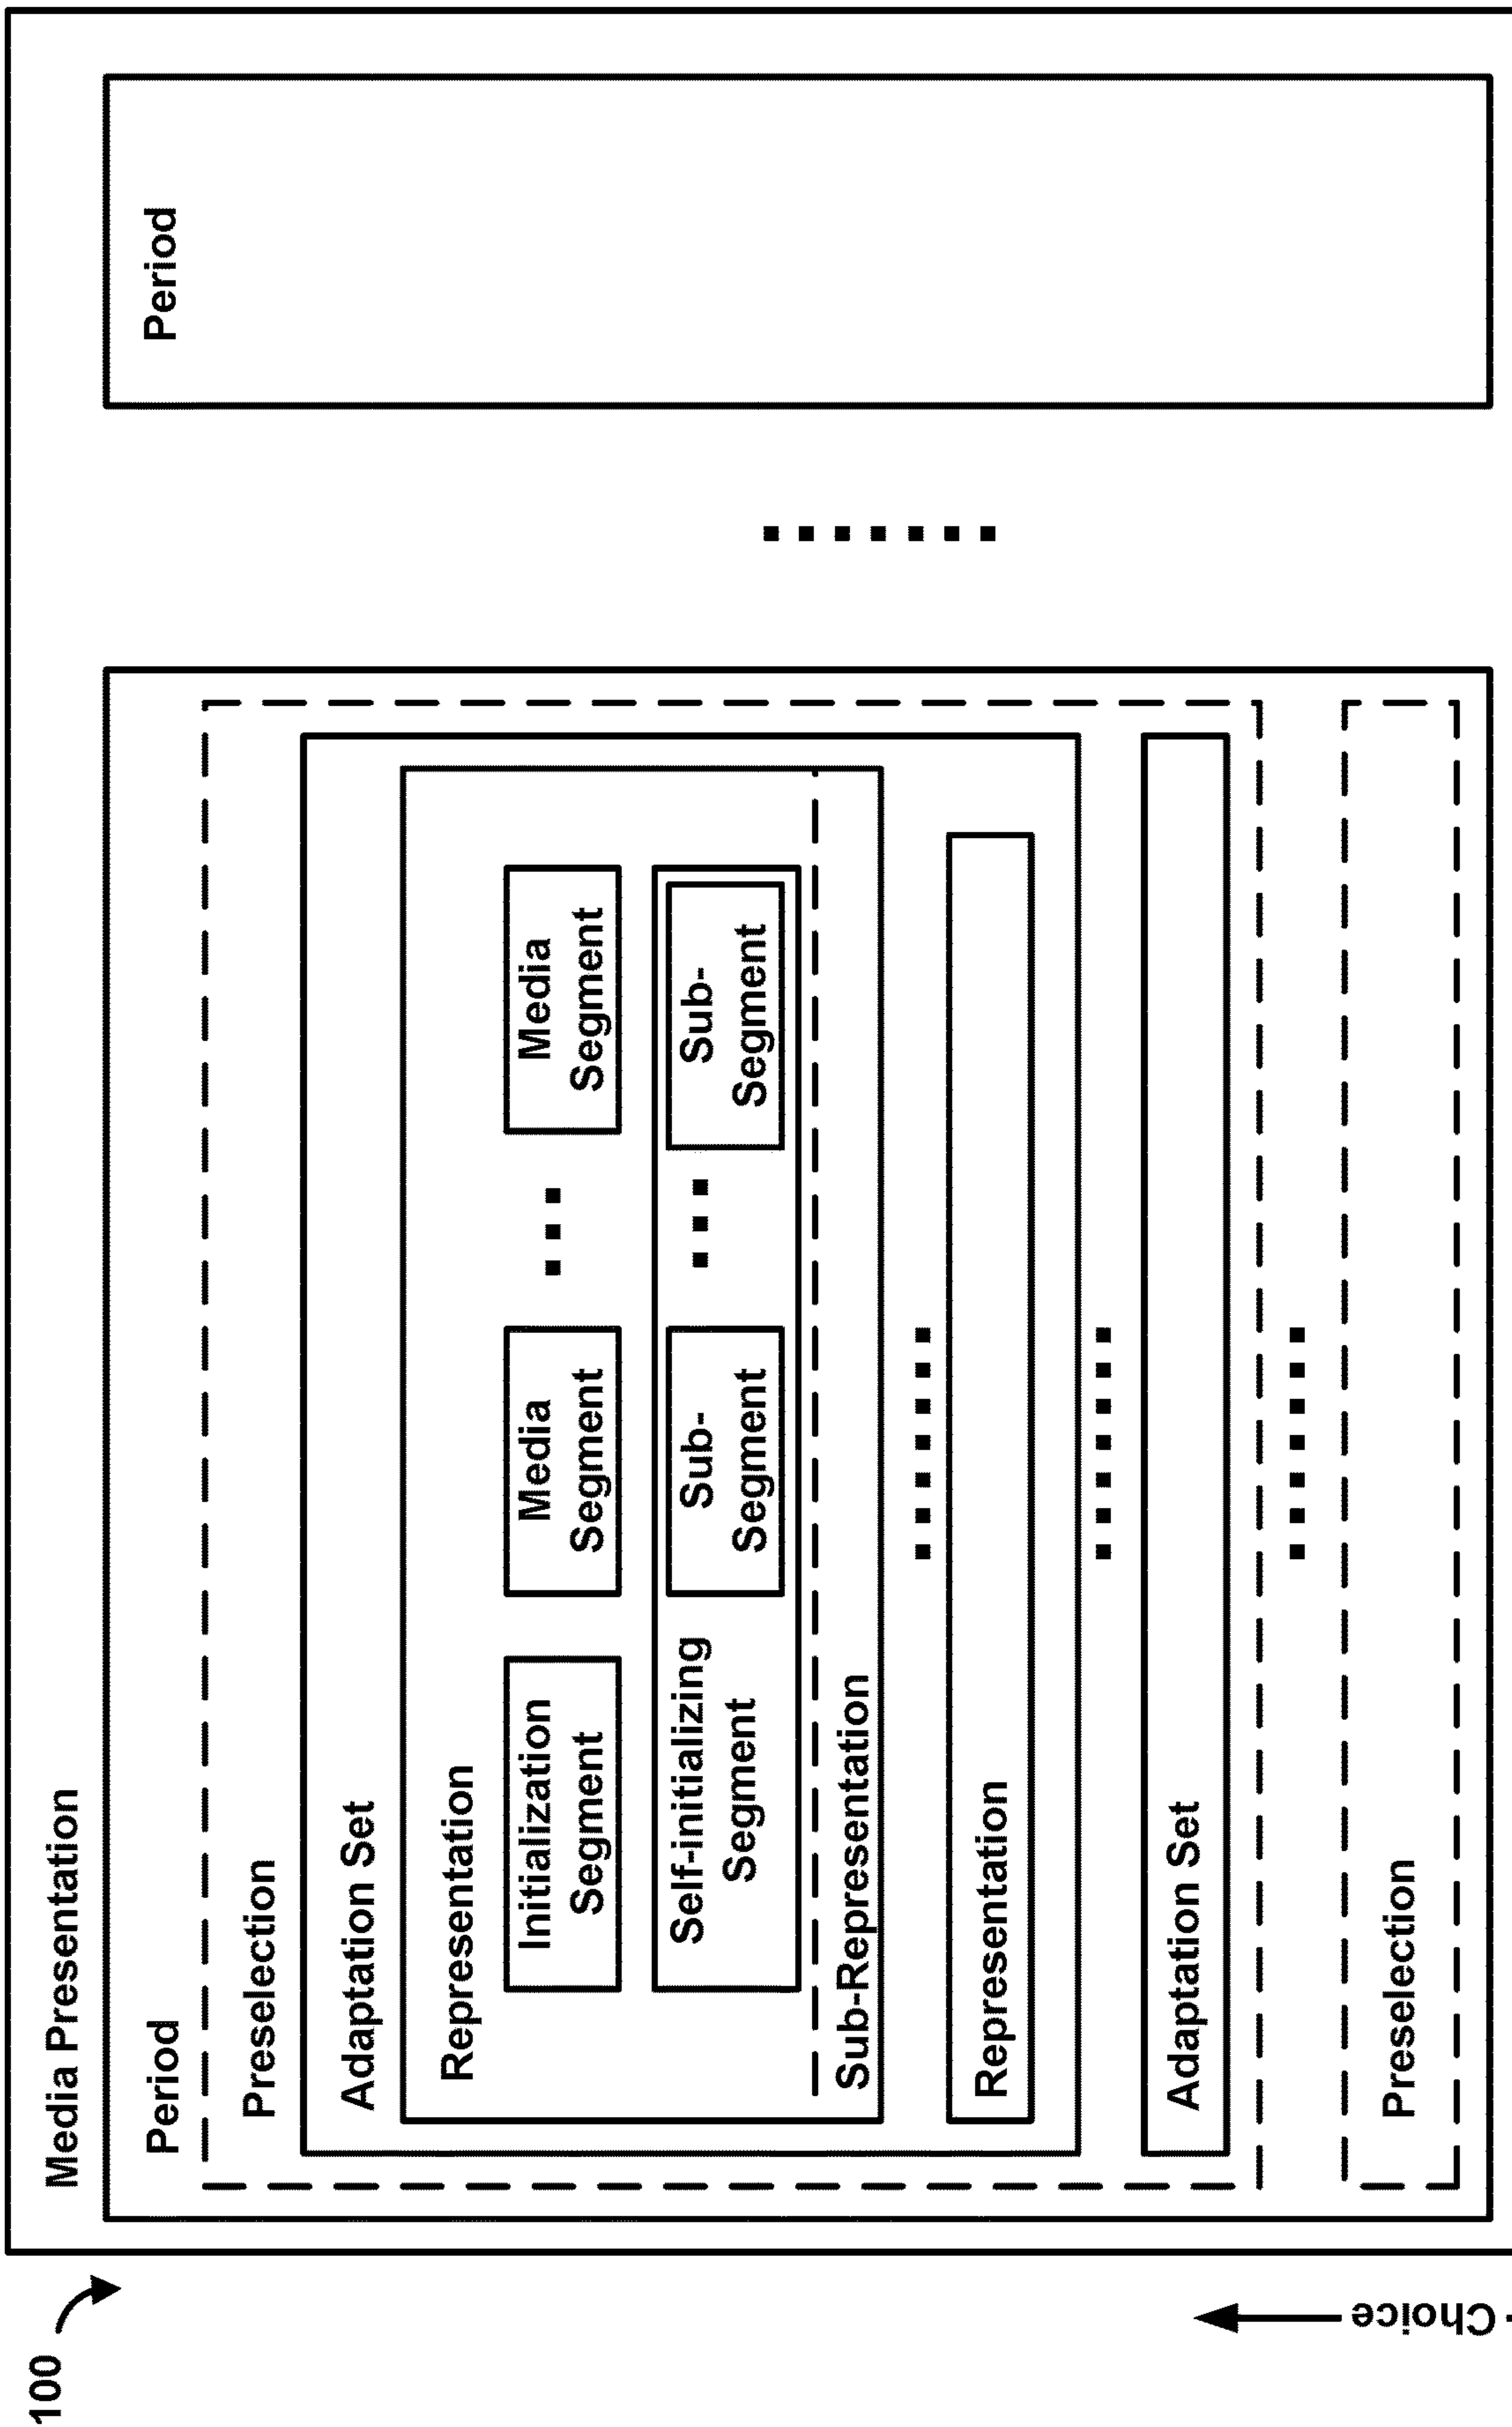 100
Media Presentation
Period
Preselection
Adaptation Set
Representation
Initialization
Segment
Media
Segment
Media
Segment
Self-initializing
Segment
Sub-
Segment
Sub-
Segment
Sub-Representation
Representation
Adaptation Set
Preselection
Period
Choice